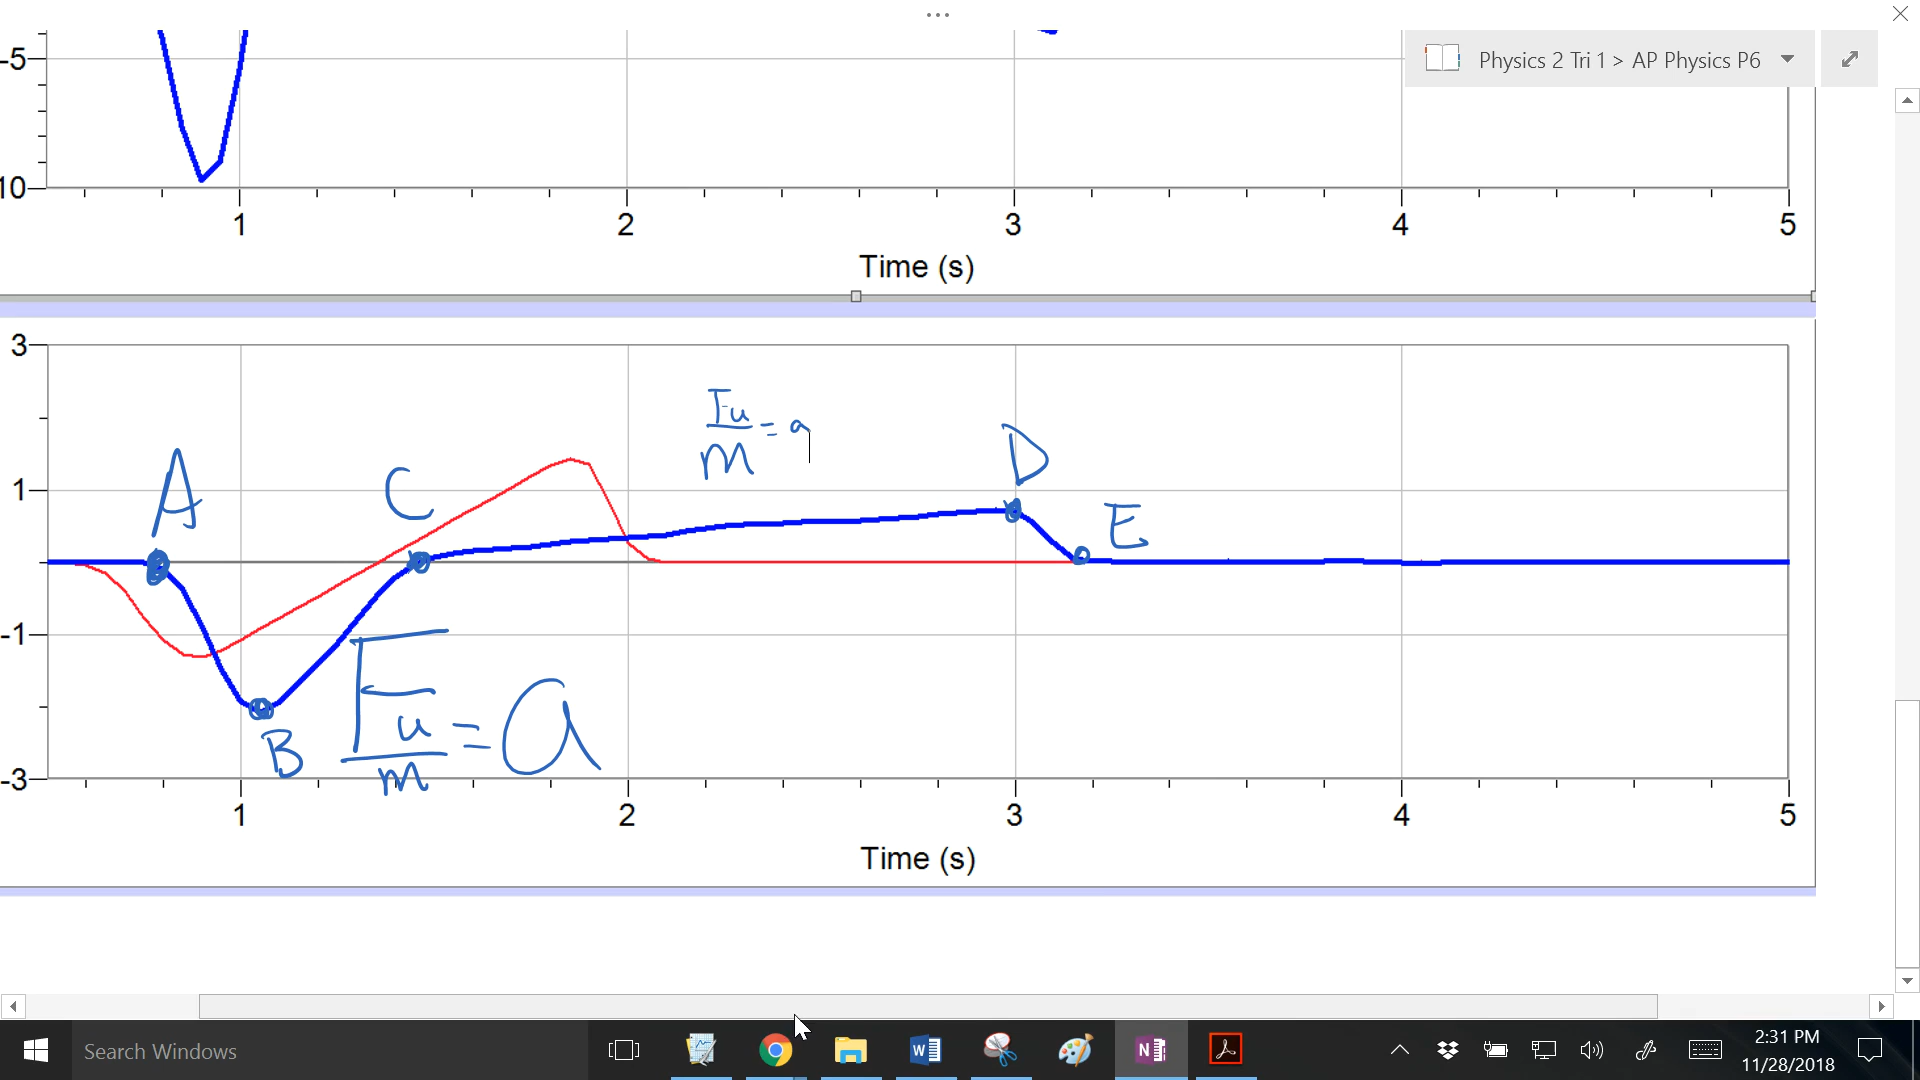 -5
Physics 2 Tri 1 > AP Physics P6
10
1 2 3 4 5
Time (s)
3
Fu
m
= a
D
A
C
1
E
-1
F
u
m
= a
B
-3
1 2 3 4 5
Time (s)
Search Windows
2:31 PM
11/28/2018